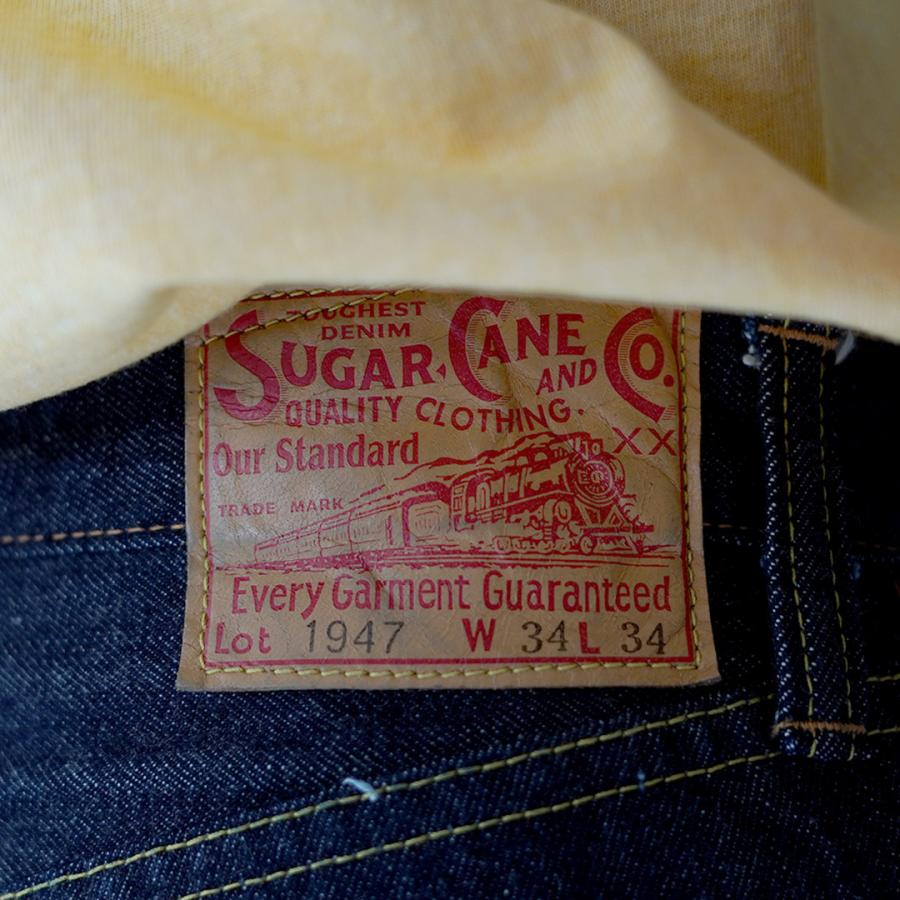 TOUGHEST
DENIM
SUGAR CANE AND CO.
QUALITY CLOTHING.
Our Standard XX
TRADE MARK
Every Garment Guaranteed
Lot 1947 W 34 L 34